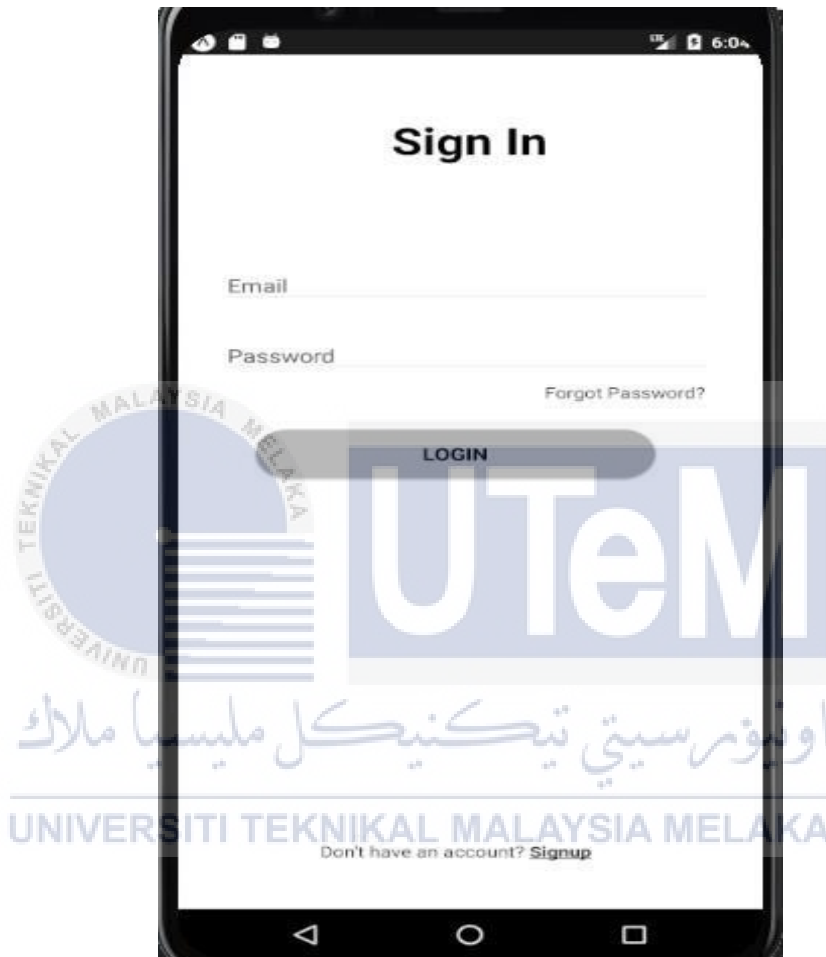 6:04
Sign In
Email
Password
Forgot Password?
LOGIN
UNIVERSITI TEKNIKAL MALAYSIA MELAKA
UTeM
اونيۏرسيتي تيكنيكل مليسيا ملاك
UNIVERSITI TEKNIKAL MALAYSIA MELAKA
Don't have an account? Signup